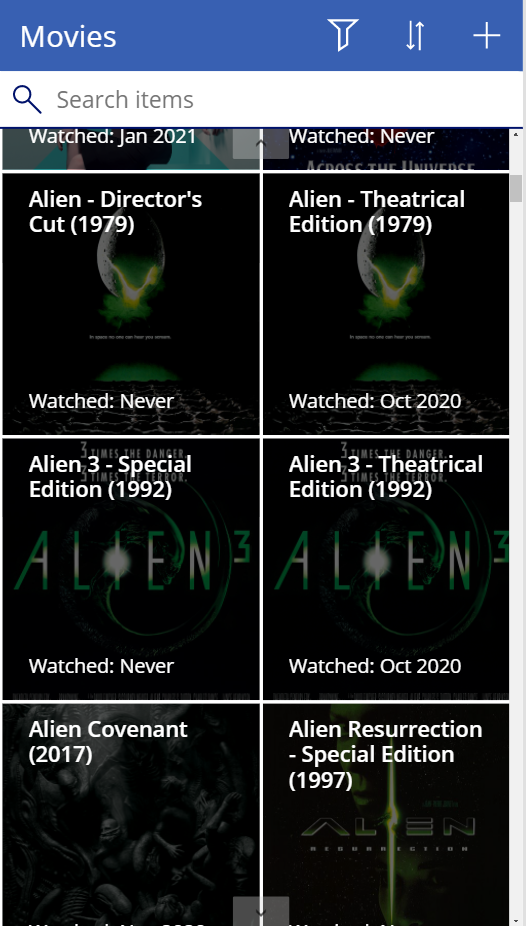 Movies
Search items
Watched: Jan 2021
Watched: Never
ACROSS THE UNIVERSE
Alien - Director's
Cut (1979)
In space no one can hear you scream.
Watched: Never
Alien - Theatrical
Edition (1979)
In space no one can hear you scream.
Watched: Oct 2020
3 TIMES THE DANGER.
3 TIMES THE TERROR.
Alien 3 - Special
Edition (1992)
ALIEN 3
Watched: Never
3 TIMES THE DANGER.
3 TIMES THE TERROR.
Alien 3 - Theatrical
Edition (1992)
ALIEN 3
Watched: Oct 2020
Alien Covenant
(2017)
Alien Resurrection
- Special Edition
(1997)
ALIEN
RESURRECTION